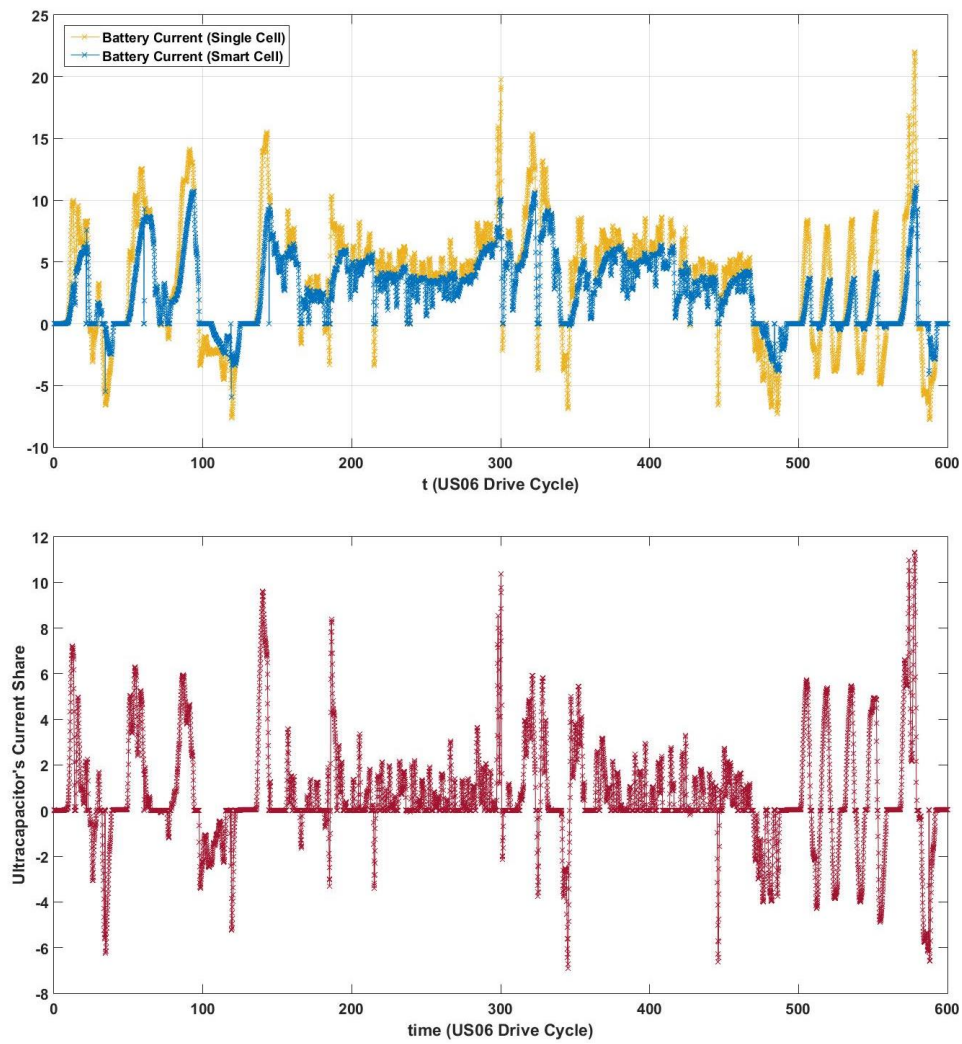 25
Battery Current (Single Cell)
Battery Current (Smart Cell)
20
15
10
5
0
-5
-10
0 100 200 300 400 500 600
t (US06 Drive Cycle)
12
10
8
6
4
2
0
-2
-4
-6
-8
Ultracapacitor's Current Share
0 100 200 300 400 500 600
time (US06 Drive Cycle)